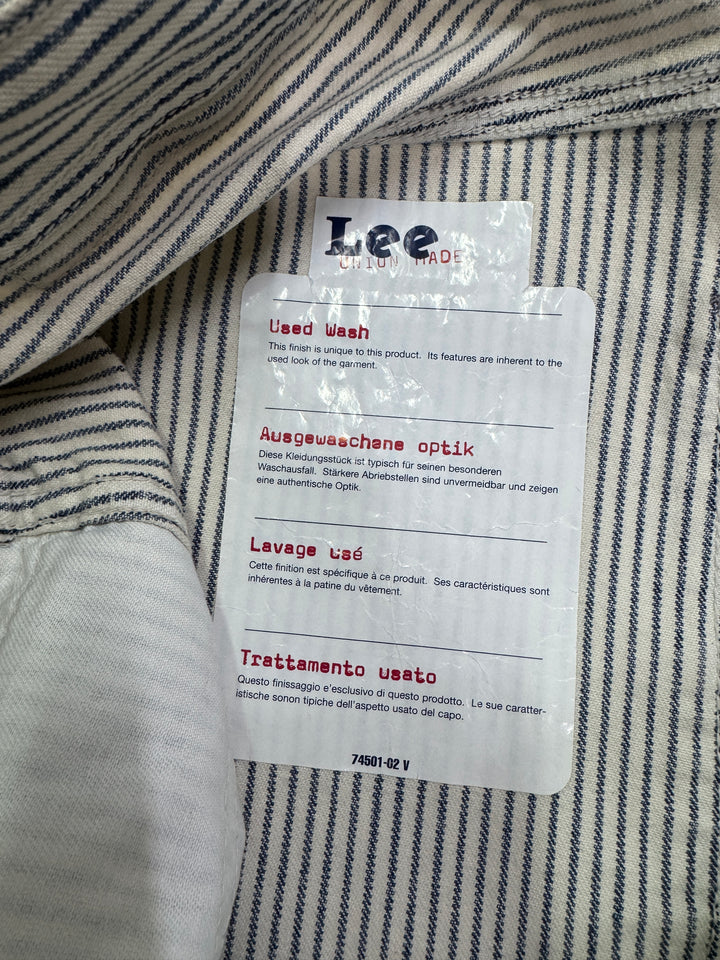 Lee
UNION MADE
Used Wash
This finish is unique to this product. Its features are inherent to the
used look of the garment.
Ausgewaschene optik
Diese Kleidungsstück ist typisch für seinen besonderen
Waschausfall. Stärkere Abriebstellen sind unvermeidbar und zeigen
eine authentische Optik.
Lavage usé
Cette finition est spécifique à ce produit. Ses caractéristiques sont
inhérentes à la patine du vêtement.
Trattamento usato
Questo finissaggio e'esclusivo di questo prodotto. Le sue caratter-
istische sonon tipiche dell'aspetto usato del capo.
74501-02 V